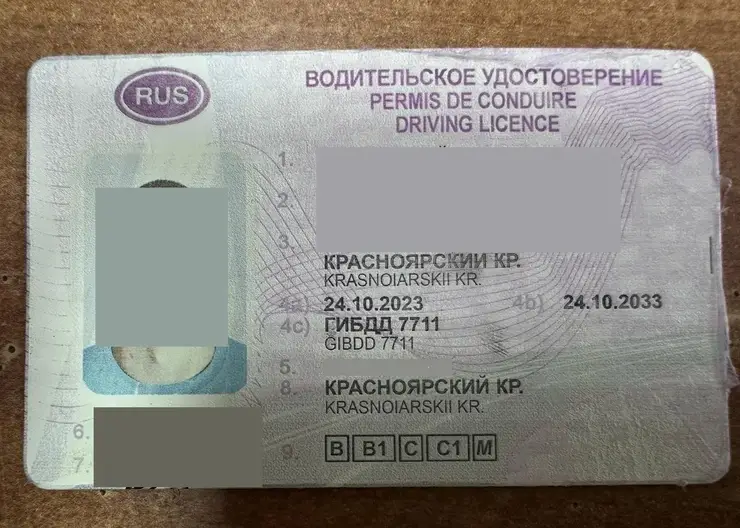 RUS
ВОДИТЕЛЬСКОЕ УДОСТОВЕРЕНИЕ
PERMIS DE CONDUIRE
DRIVING LICENCE
1.
2.
3.
КРАСНОЯРСКИЙ КР.
KRASNOIARSKII KR.
4a) 24.10.2023 4b) 24.10.2033
4c) ГИБДД 7711
GIBDD 7711
5.
8. КРАСНОЯРСКИЙ КР.
KRASNOIARSKII KR.
6.
7.
9. B B1 C C1 M